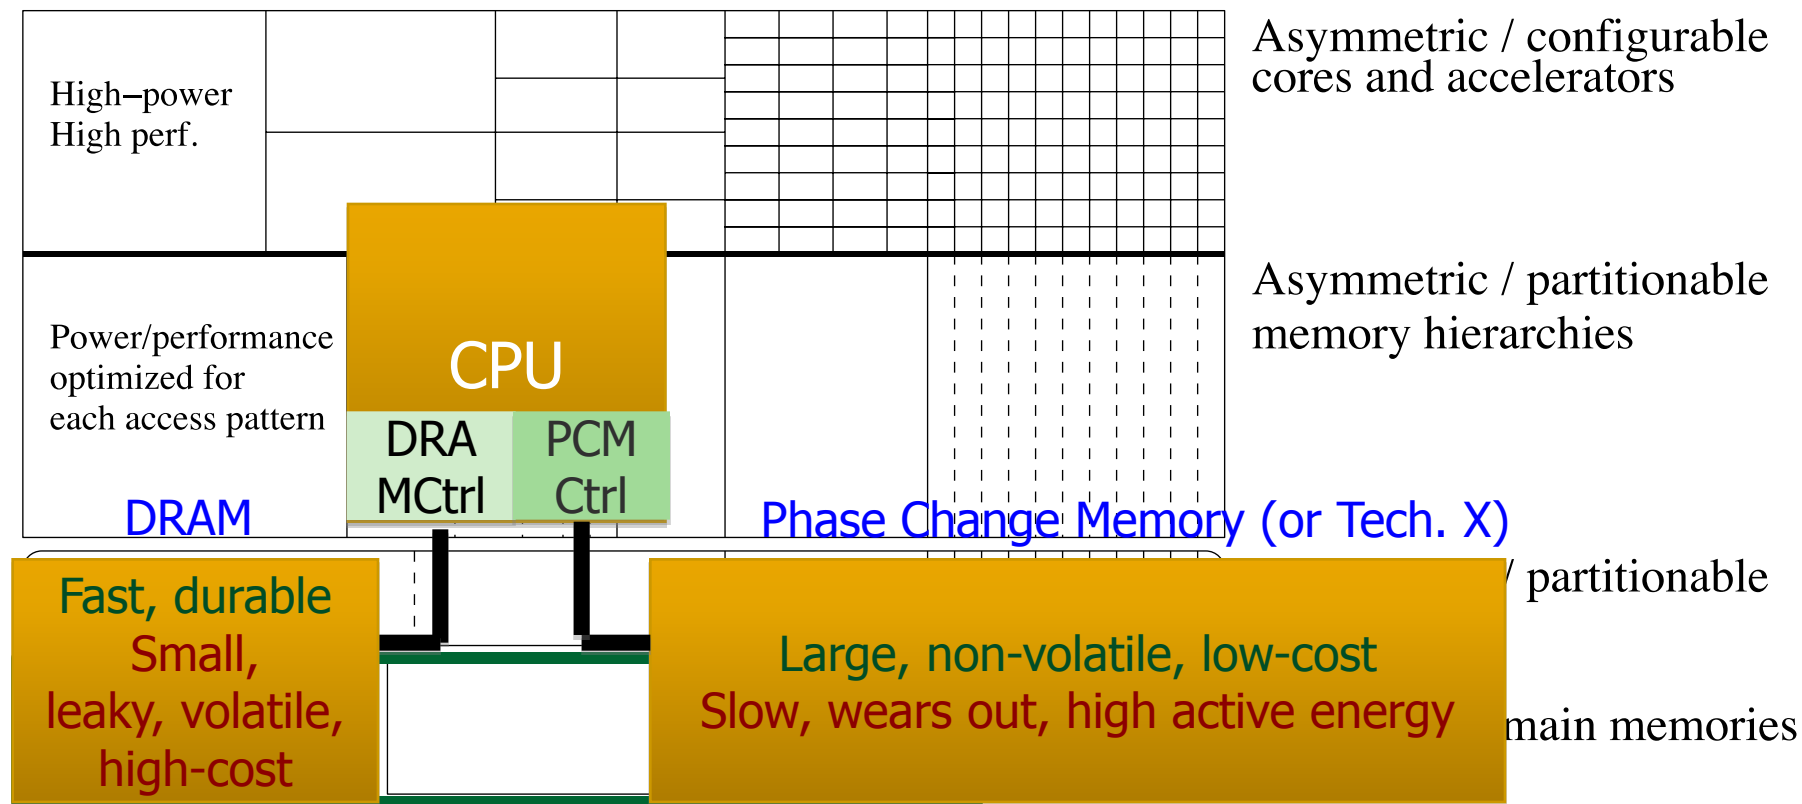 Asymmetric / configurable
cores and accelerators
High–power
High perf.
Asymmetric / partitionable
memory hierarchies
Power/performance
optimized for
each access pattern
CPU
DRA
MCtrl
PCM
Ctrl
DRAM
Phase Change Memory (or Tech. X)
/ partitionable
Fast, durable
Small,
leaky, volatile,
high-cost
Large, non-volatile, low-cost
Slow, wears out, high active energy
main memories